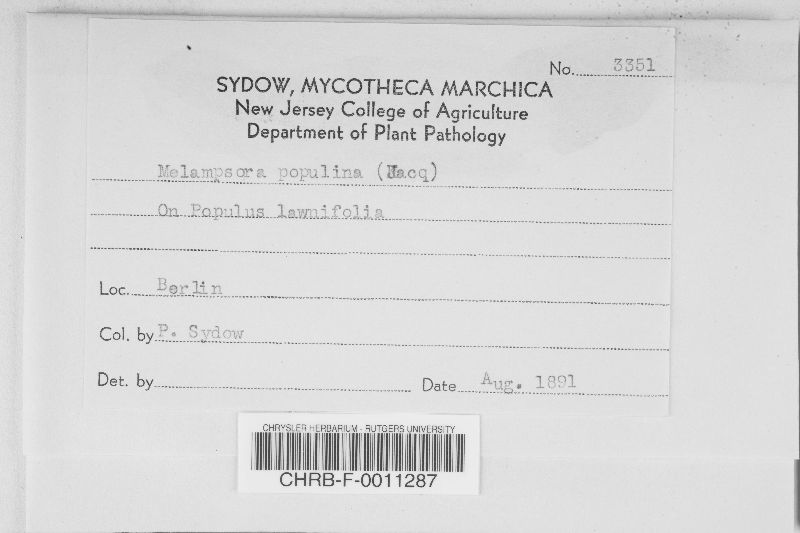 No. 3351
SYDOW, MYCOTHECA MARCHICA
New Jersey College of Agriculture
Department of Plant Pathology
Melampsora populina (Jacq)
On Populus lawnifolia
Loc. Berlin
Col. by P. Sydow
Det. by
Date Aug. 1891
CHRYSLER HERBARIUM - RUTGERS UNIVERSITY
CHRB-F-0011287